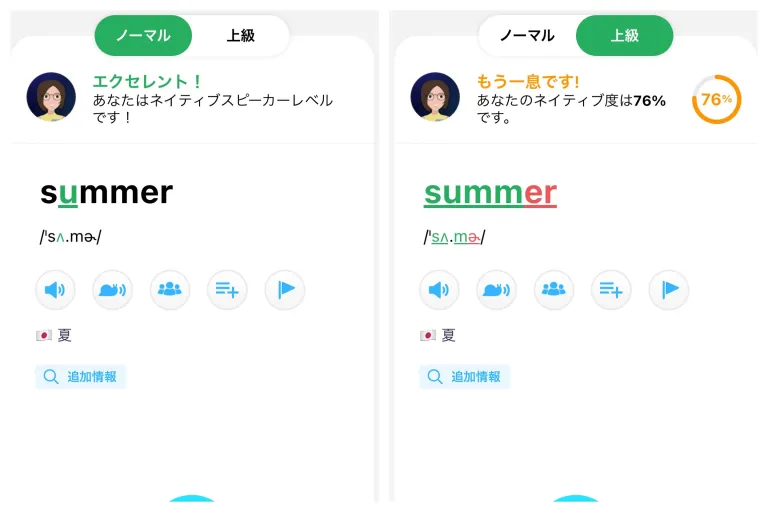 ノーマル
上級
エクセレント！
あなたはネイティブスピーカーレベル
です！
summer
/ˈsʌ.mɚ/
夏
追加情報
ノーマル
上級
もう一息です!
あなたのネイティブ度は76%
です。
76%
summer
/ˈsʌ.mɚ/
夏
追加情報